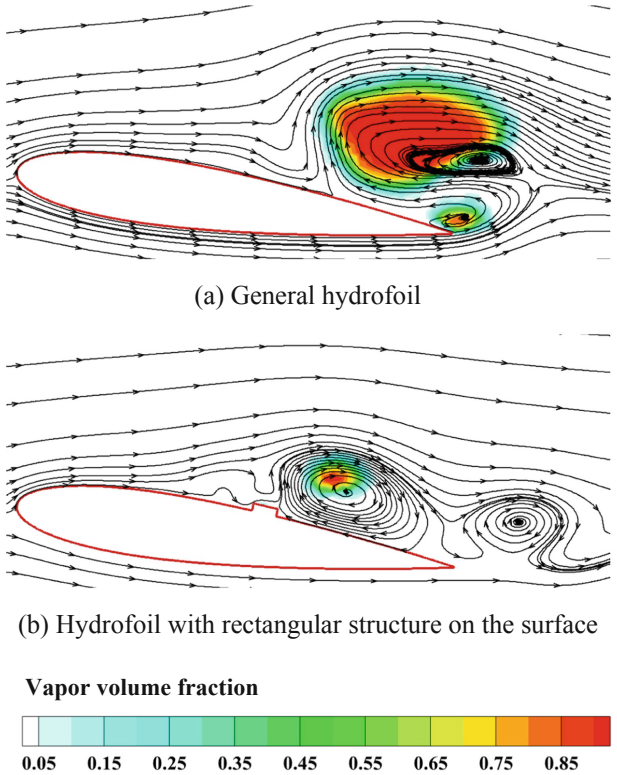 (a) General hydrofoil
(b) Hydrofoil with rectangular structure on the surface
Vapor volume fraction
0.05 0.15 0.25 0.35 0.45 0.55 0.65 0.75 0.85